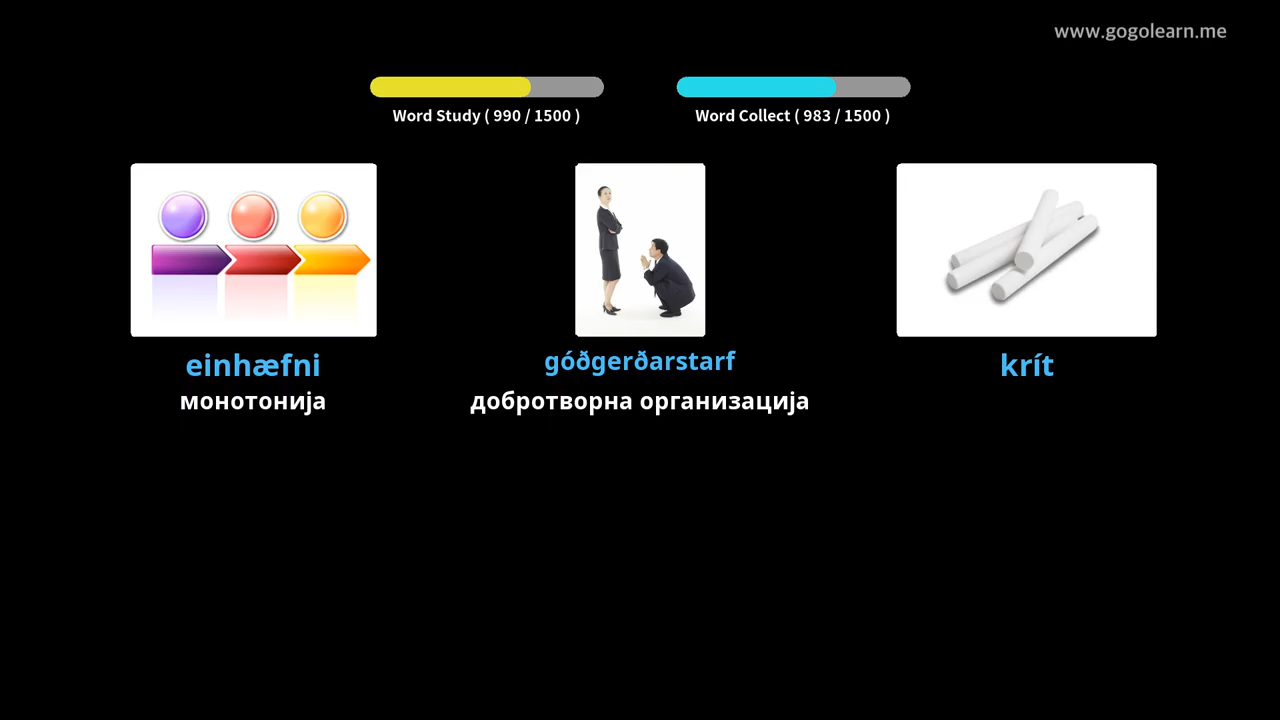 www.gogolearn.me
Word Study ( 990 / 1500 )
Word Collect ( 983 / 1500 )
einhæfni
góðgerðarstarf
krít
монотонија
добротворна организација